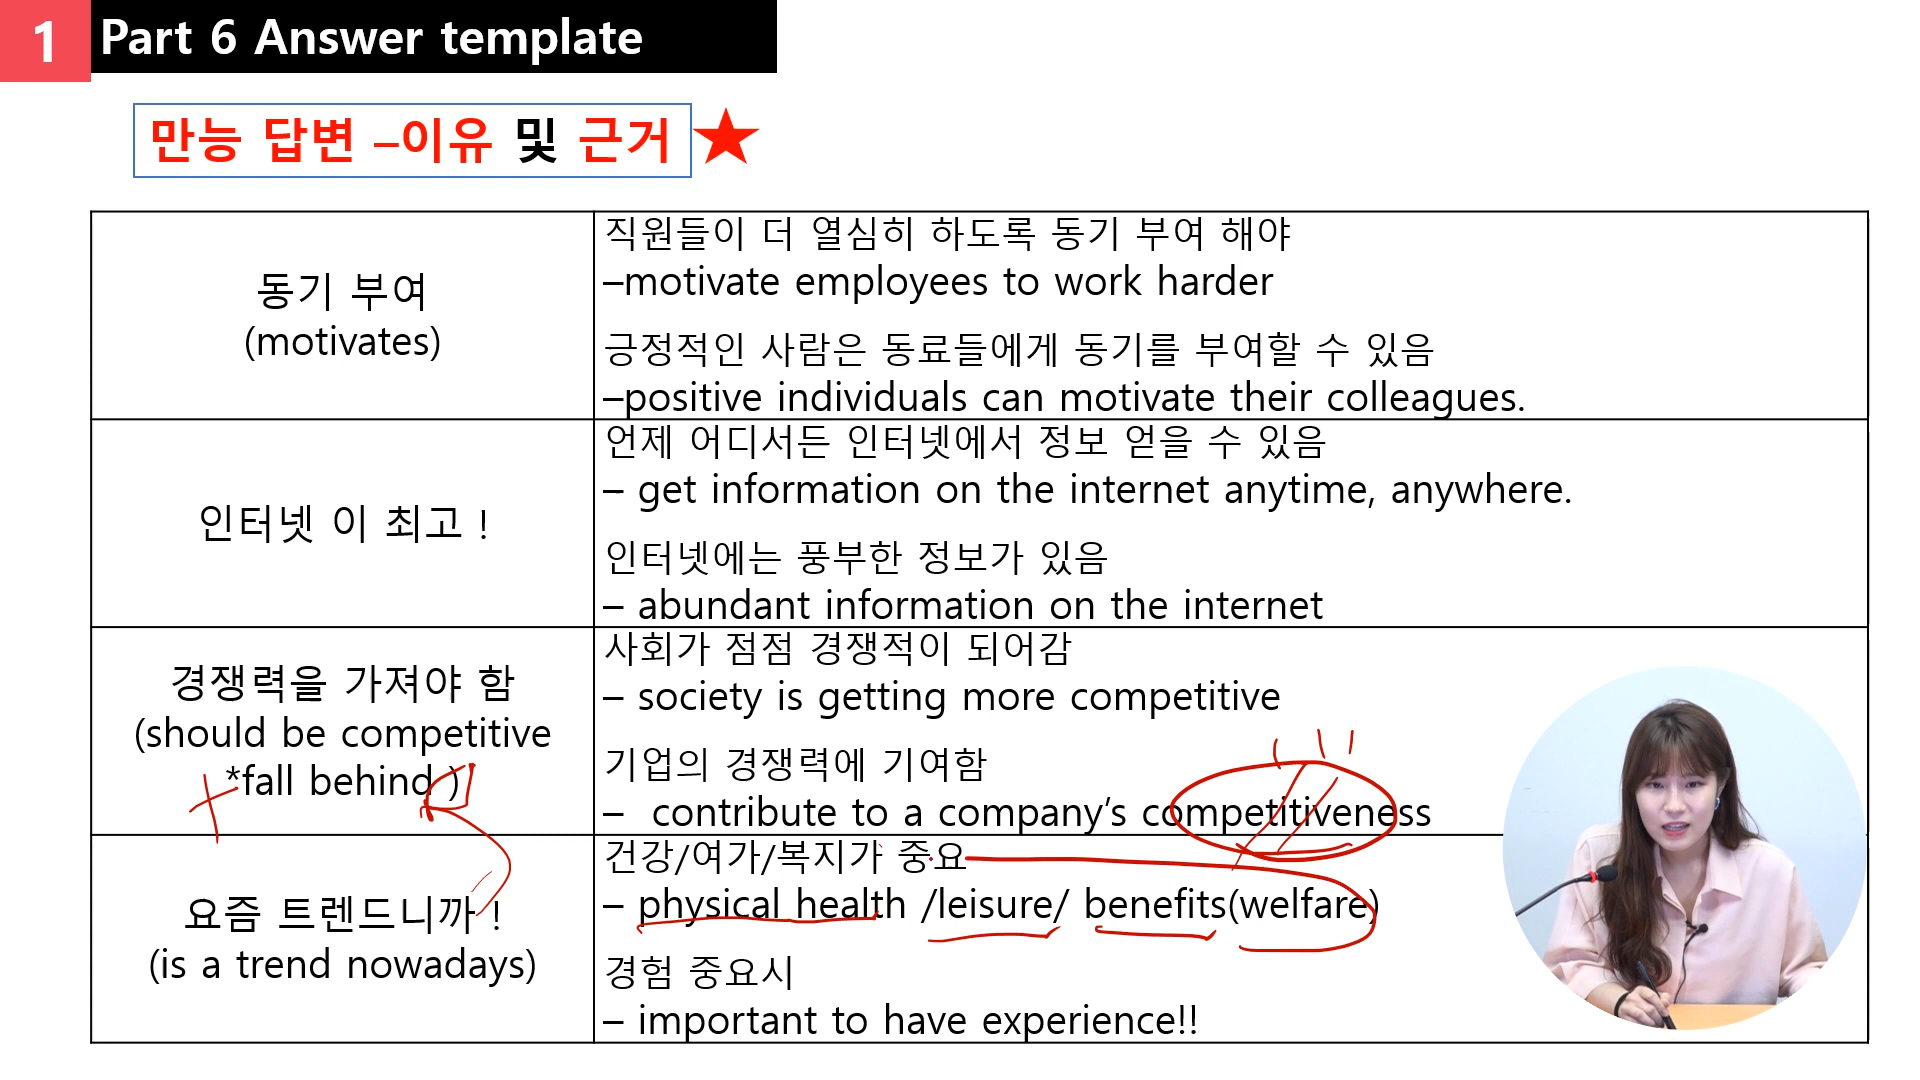 1
Part 6 Answer template
만능 답변 –이유 및 근거
동기 부여
(motivates)
직원들이 더 열심히 하도록 동기 부여 해야
–motivate employees to work harder
긍정적인 사람은 동료들에게 동기를 부여할 수 있음
–positive individuals can motivate their colleagues.
인터넷 이 최고 !
언제 어디서든 인터넷에서 정보 얻을 수 있음
– get information on the internet anytime, anywhere.
인터넷에는 풍부한 정보가 있음
– abundant information on the internet
경쟁력을 가져야 함
(should be competitive
*fall behind )
사회가 점점 경쟁적이 되어감
– society is getting more competitive
기업의 경쟁력에 기여함
– contribute to a company’s competitiveness
요즘 트렌드니까 !
(is a trend nowadays)
건강/여가/복지가 중요
– physical health /leisure/ benefits(welfare)
경험 중요시
– important to have experience!!